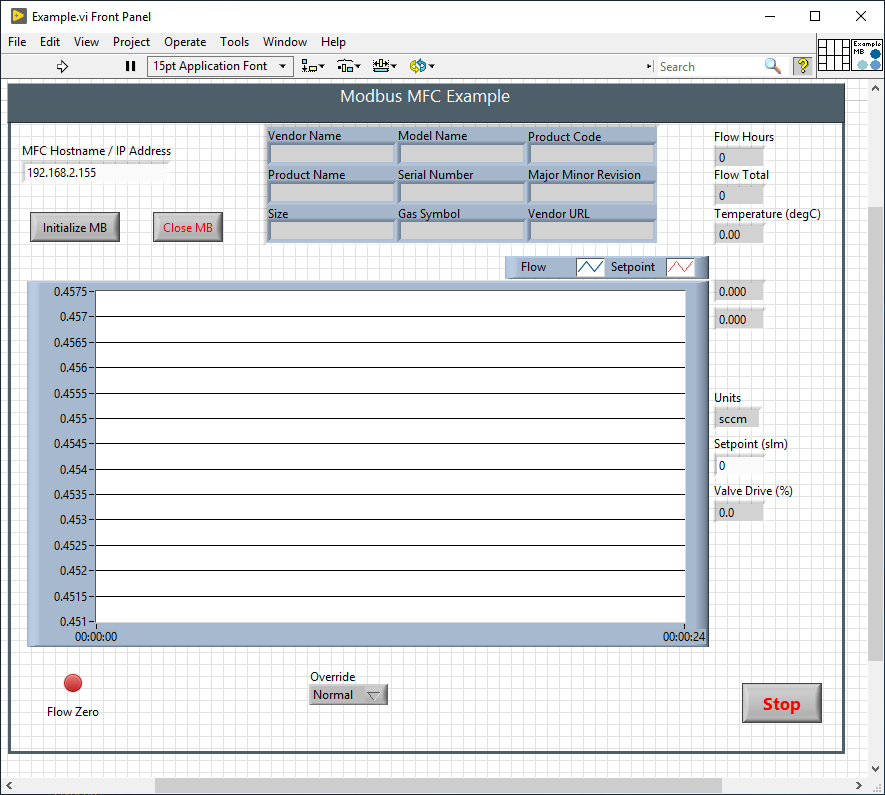 Example.vi Front Panel
File Edit View Project Operate Tools Window Help
15pt Application Font
Search
?
Example
MB
Modbus MFC Example
MFC Hostname / IP Address
192.168.2.155
Initialize MB
Close MB
Vendor Name Model Name Product Code
Product Name Serial Number Major Minor Revision
Size Gas Symbol Vendor URL
Flow Hours
0
Flow Total
0
Temperature (degC)
0.00
Flow Setpoint
0.000
0.000
0.4575
0.457
0.4565
0.456
0.4555
0.455
0.4545
0.454
0.4535
0.453
0.4525
0.452
0.4515
0.451
00:00:00 00:00:24
Units
sccm
Setpoint (slm)
0
Valve Drive (%)
0.0
Flow Zero
Override
Normal
Stop